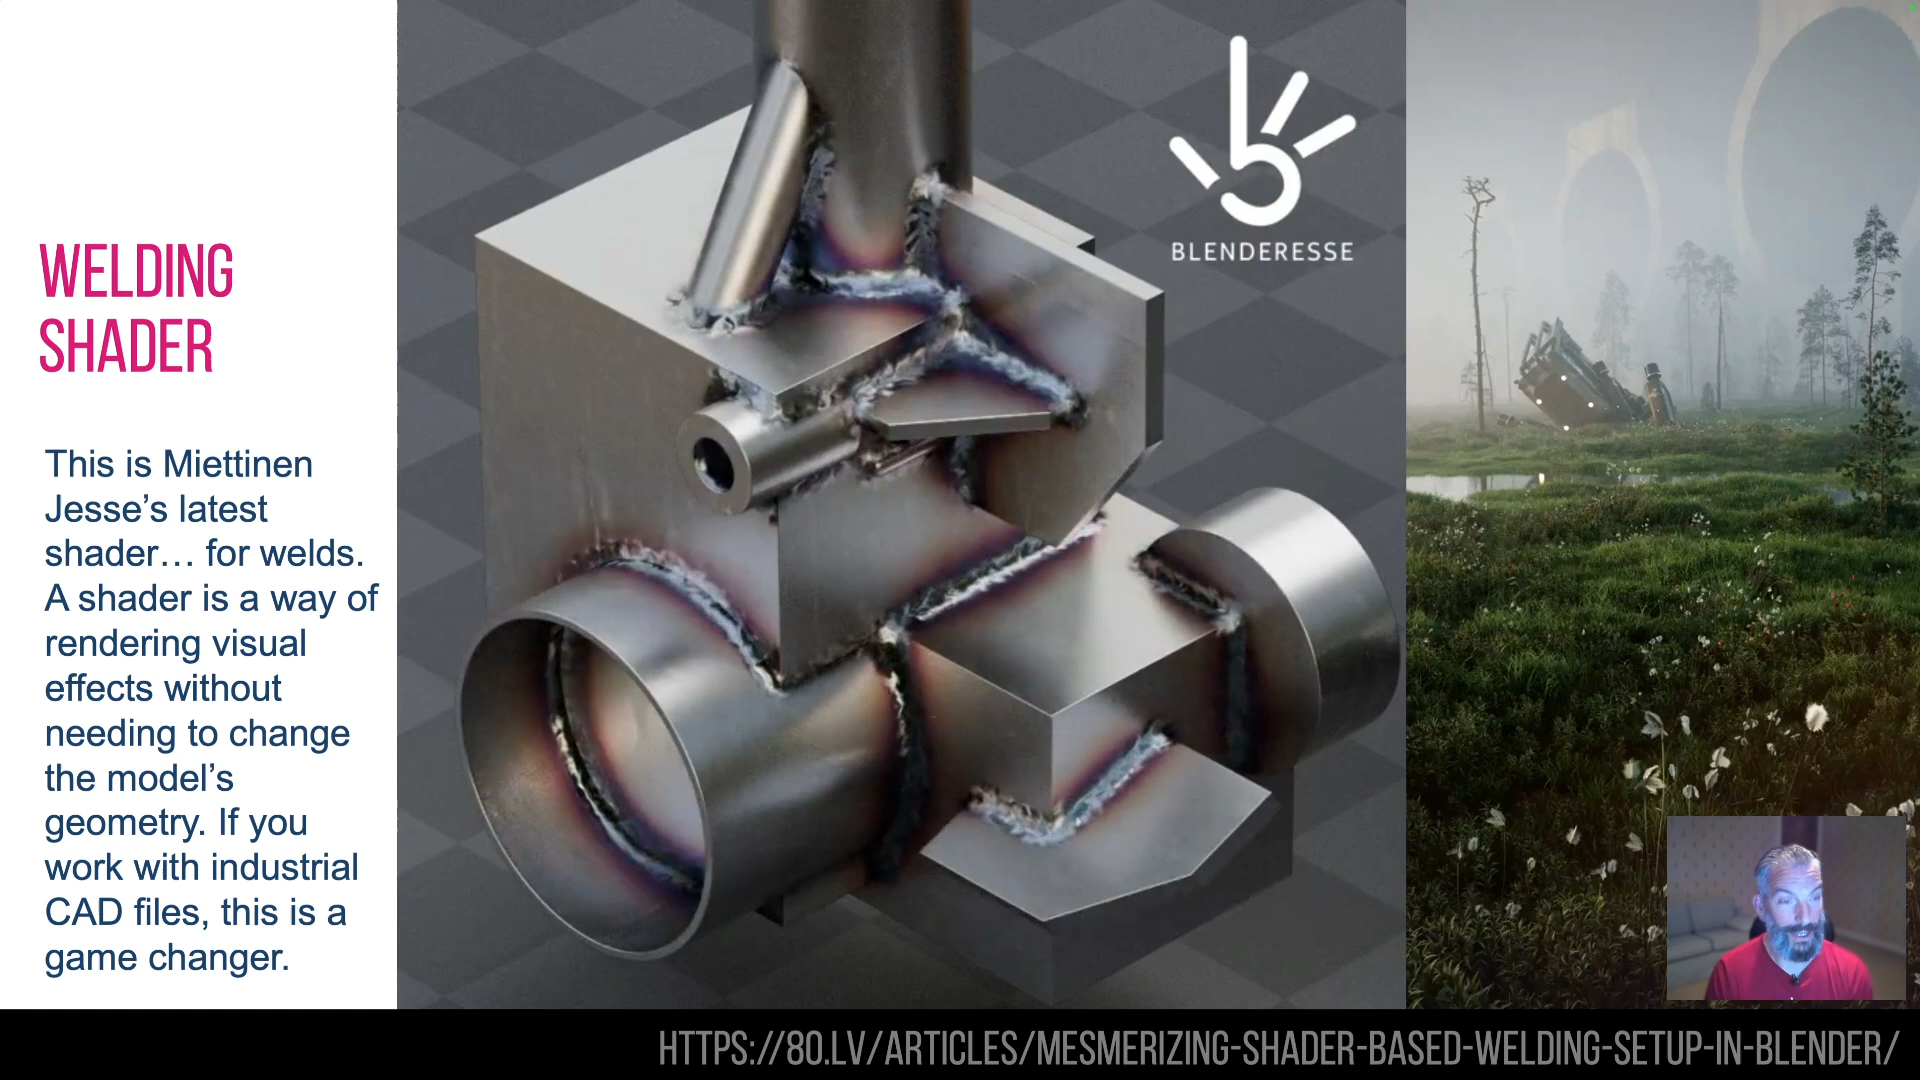 WELDING
SHADER
This is Miettinen
Jesse’s latest
shader… for welds.
A shader is a way of
rendering visual
effects without
needing to change
the model’s
geometry. If you
work with industrial
CAD files, this is a
game changer.
BLENDERESSE
HTTPS://80.LV/ARTICLES/MESMERIZING-SHADER-BASED-WELDING-SETUP-IN-BLENDER/